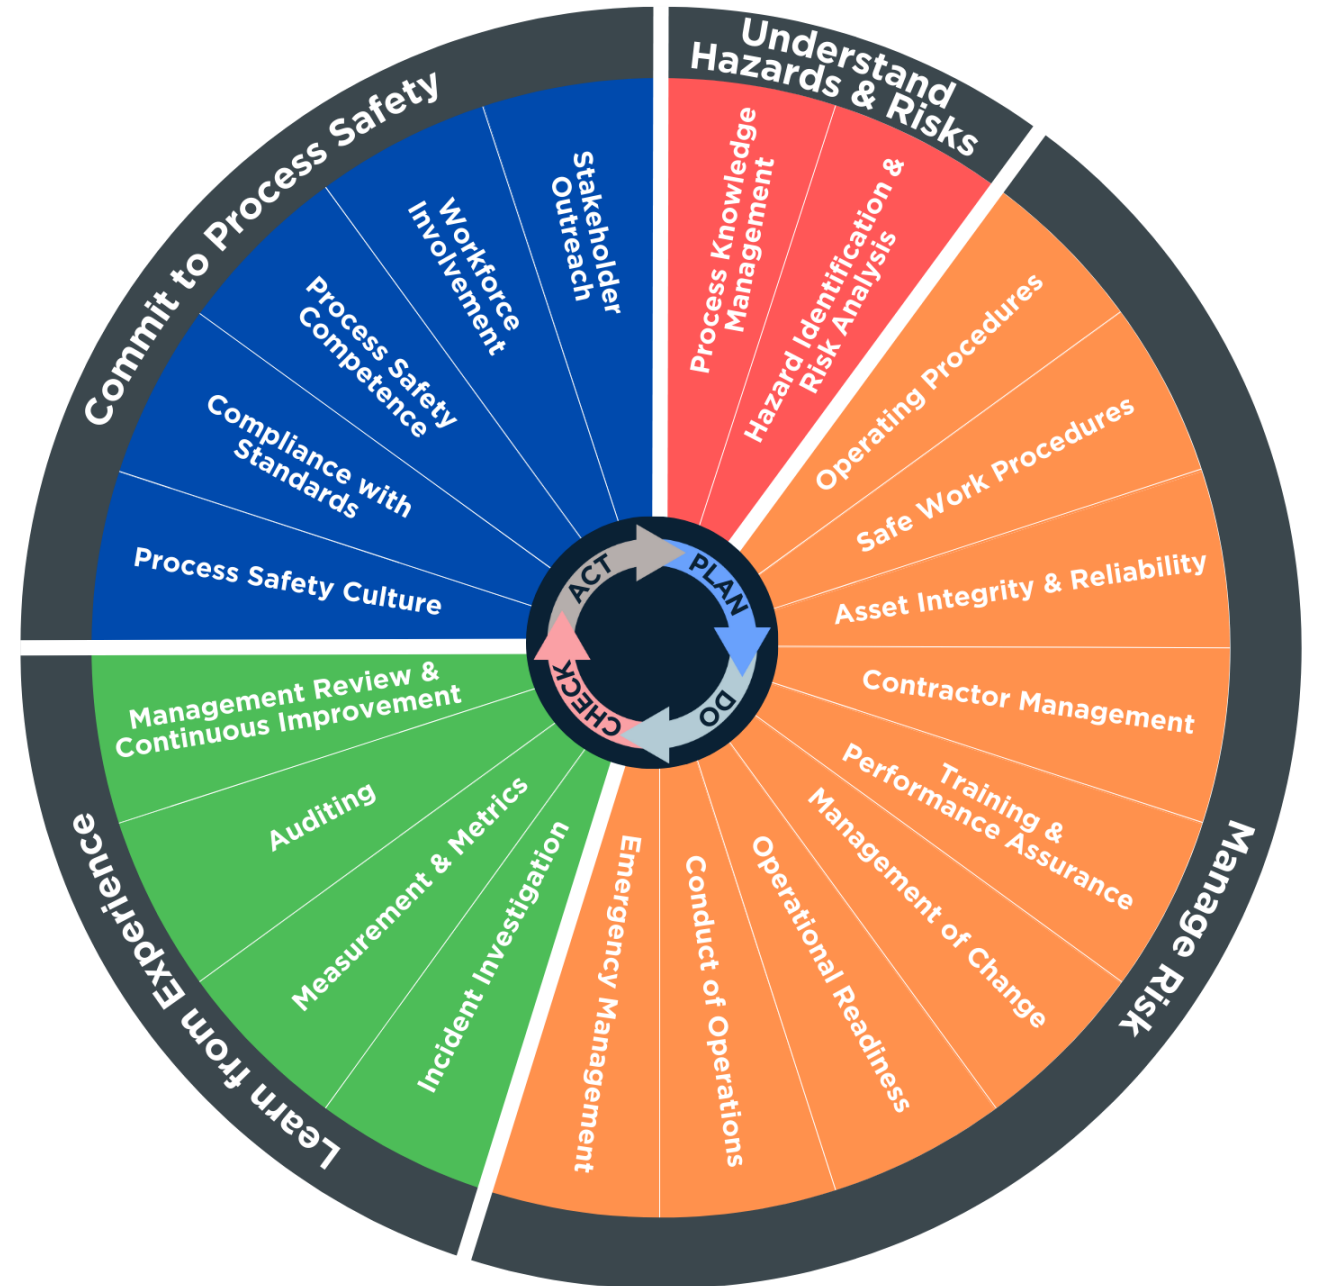 Commit to Process Safety
Process Safety Culture
Compliance with
Standards
Process Safety
Competence
Workforce
Involvement
Stakeholder
Outreach
Understand
Hazards & Risks
Process Knowledge
Management
Hazard Identification &
Risk Analysis
Manage Risk
Operating Procedures
Safe Work Procedures
Asset Integrity & Reliability
Contractor Management
Training &
Performance Assurance
Management of Change
Operational Readiness
Conduct of Operations
Emergency Management
Learn from Experience
Incident Investigation
Measurement & Metrics
Auditing
Management Review &
Continuous Improvement
PLAN
DO
CHECK
ACT